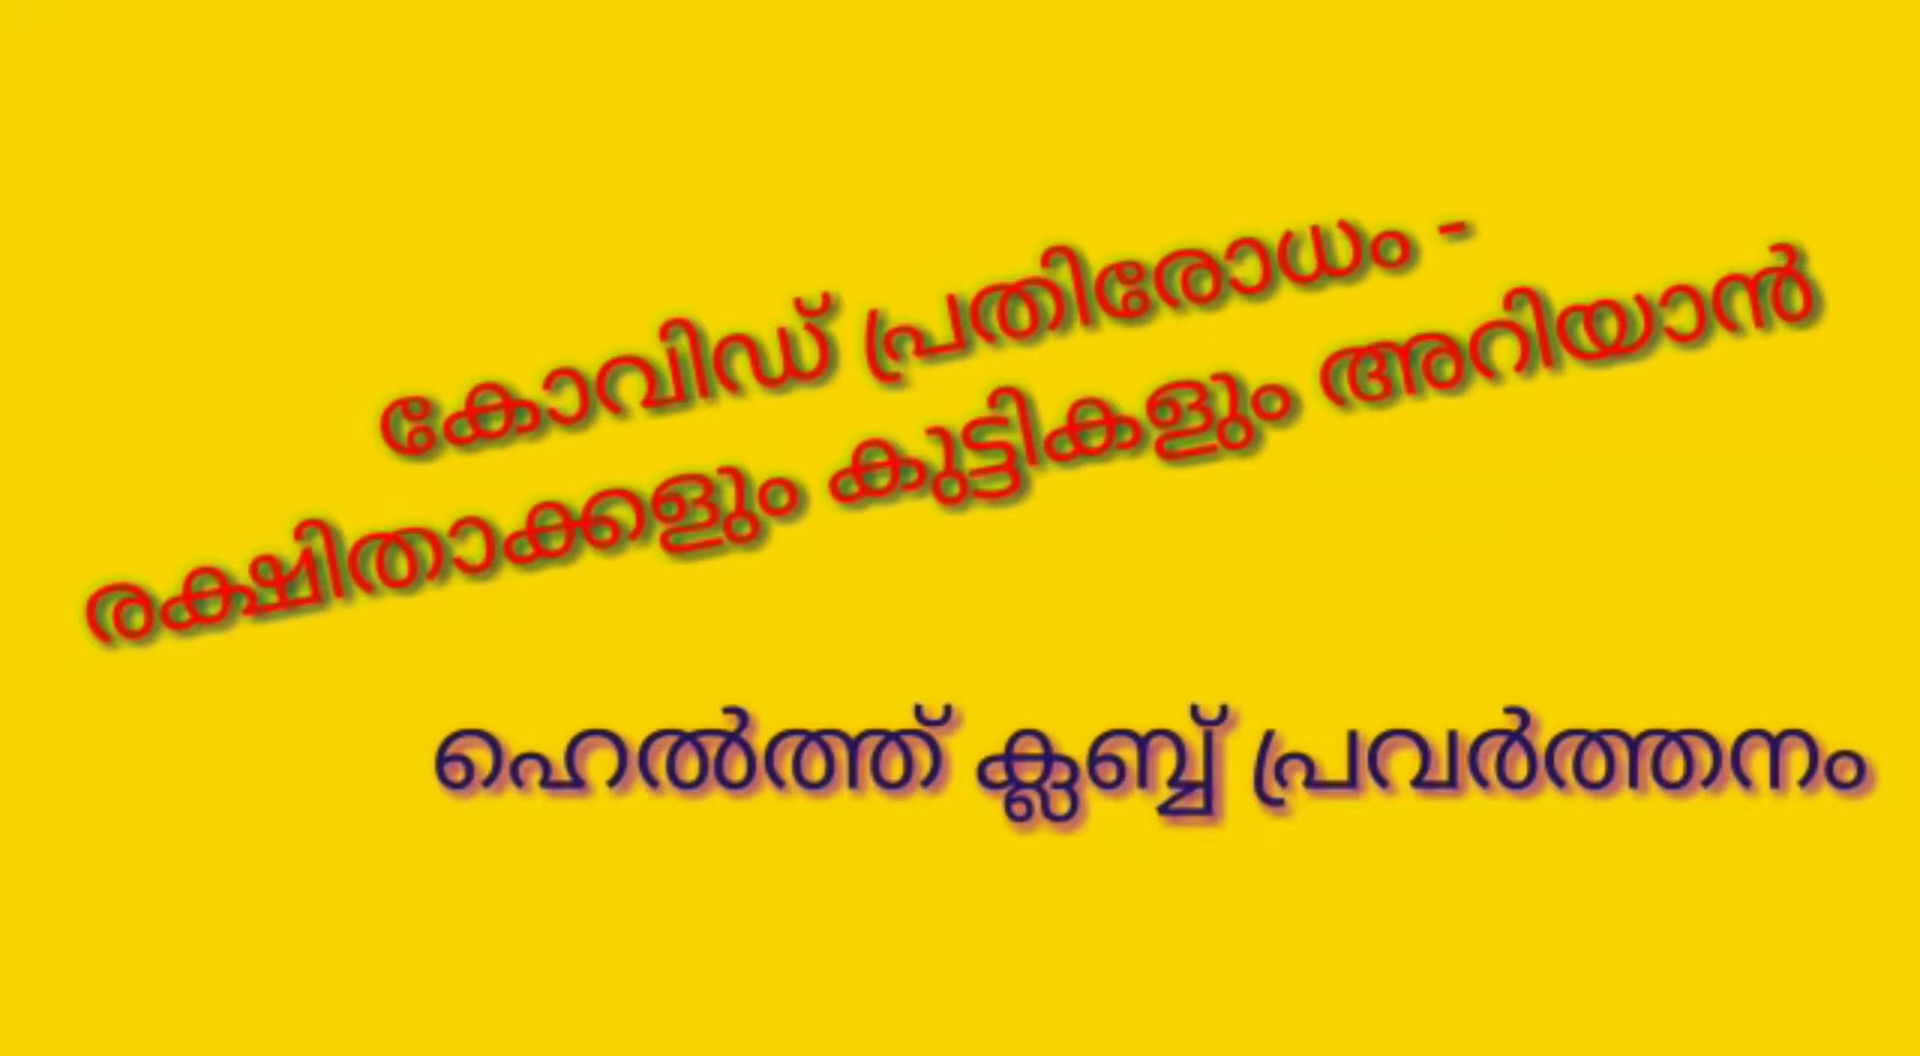 കോവിഡ് പ്രതിരോധം -
രക്ഷിതാക്കളും കുട്ടികളും അറിയാൻ
ഹെൽത്ത് ക്ലബ്ബ് പ്രവർത്തനം